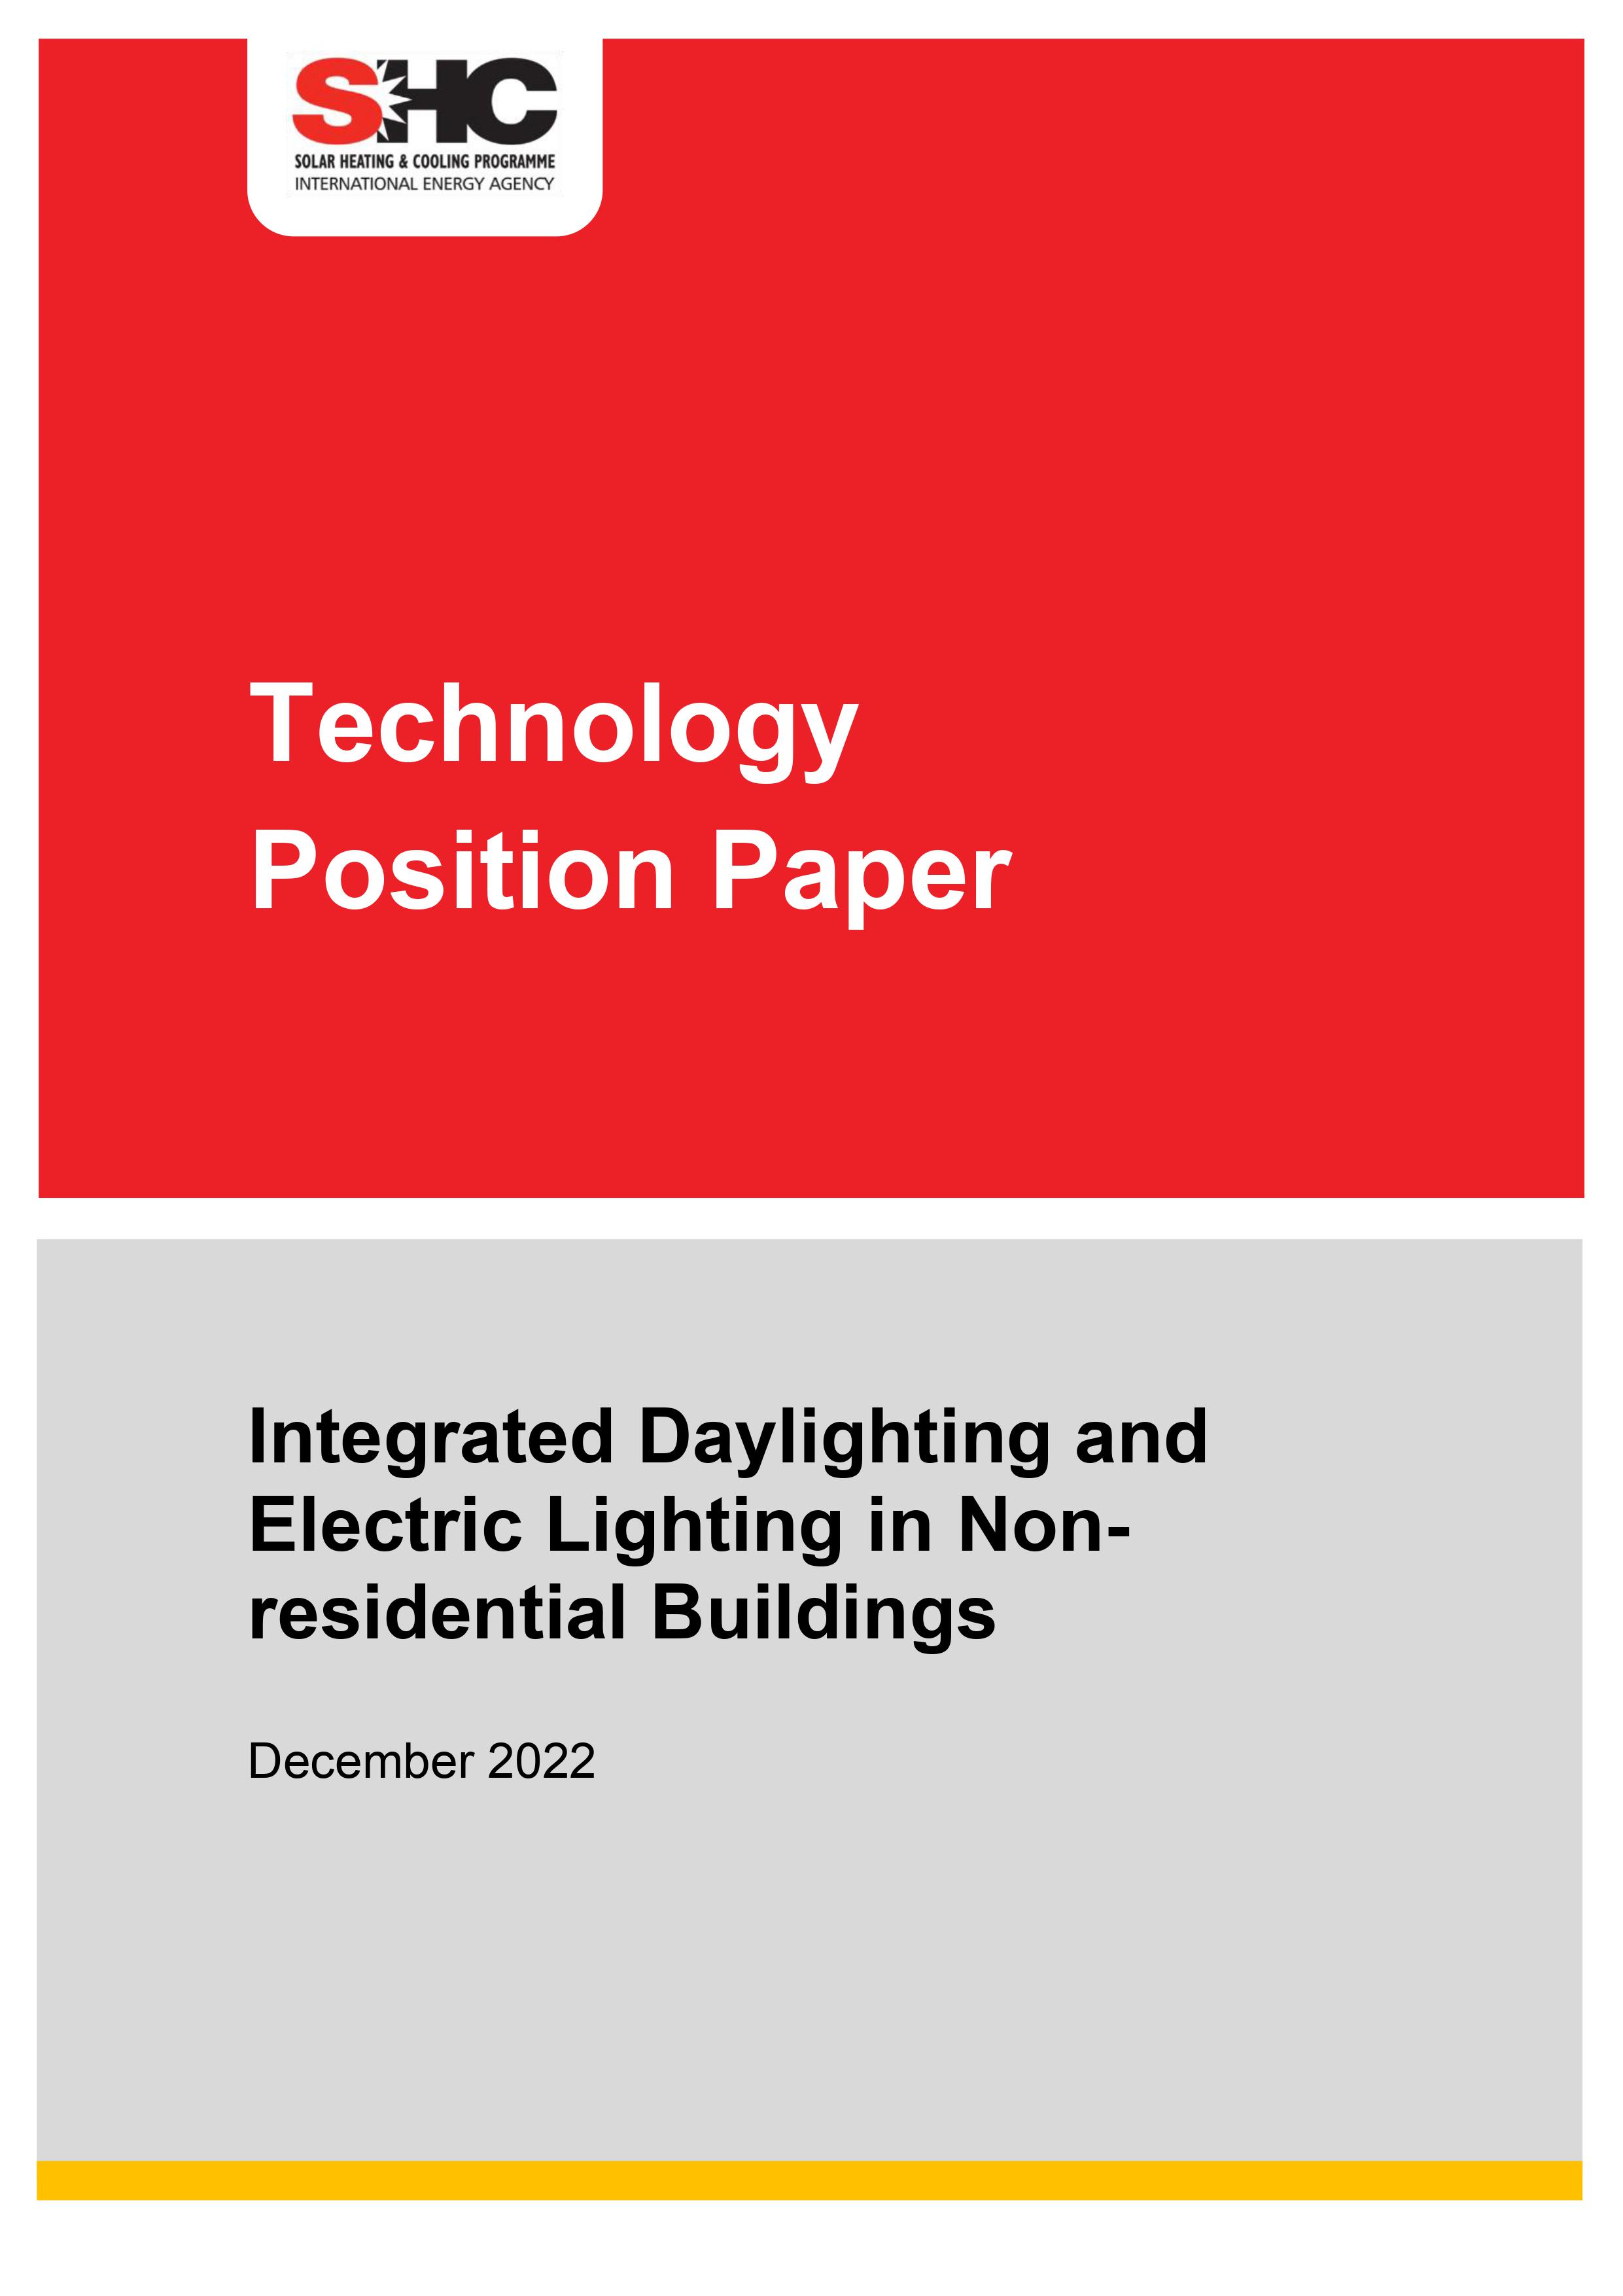 SHC
SOLAR HEATING & COOLING PROGRAMME
INTERNATIONAL ENERGY AGENCY
Technology
Position Paper
Integrated Daylighting and
Electric Lighting in Non-
residential Buildings
December 2022